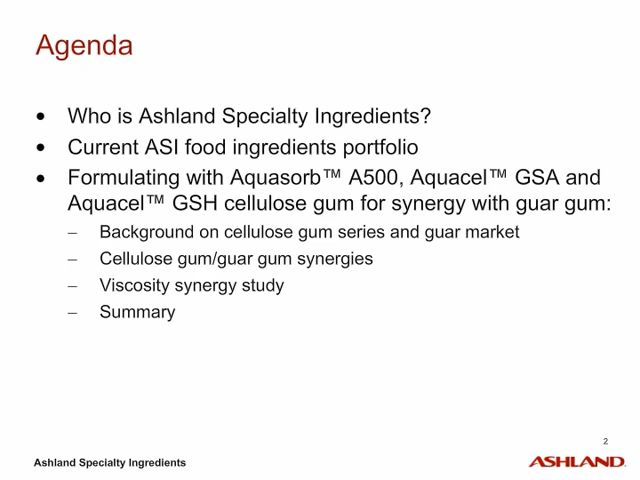 Agenda
• Who is Ashland Specialty Ingredients?
• Current ASI food ingredients portfolio
• Formulating with Aquasorb™ A500, Aquacel™ GSA and
Aquacel™ GSH cellulose gum for synergy with guar gum:
– Background on cellulose gum series and guar market
– Cellulose gum/guar gum synergies
– Viscosity synergy study
– Summary
2
Ashland Specialty Ingredients
ASHLAND.